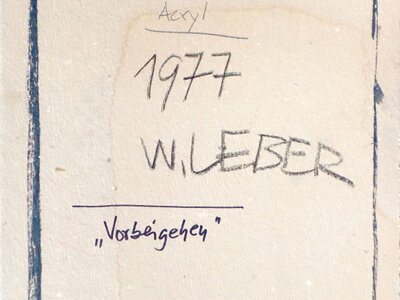 Acryl
1977
W. LEBER
„Vorbeigehen“